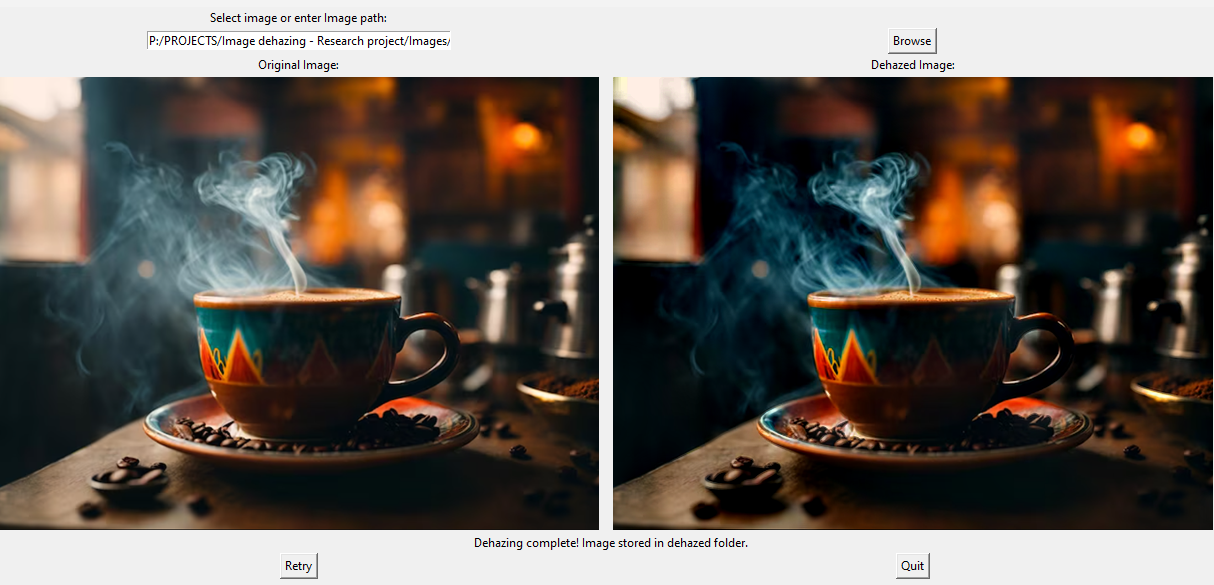 Select image or enter Image path:
P:/PROJECTS/Image dehazing - Research project/Images/
Browse
Original Image:
Dehazed Image:
Dehazing complete! Image stored in dehazed folder.
Retry
Quit